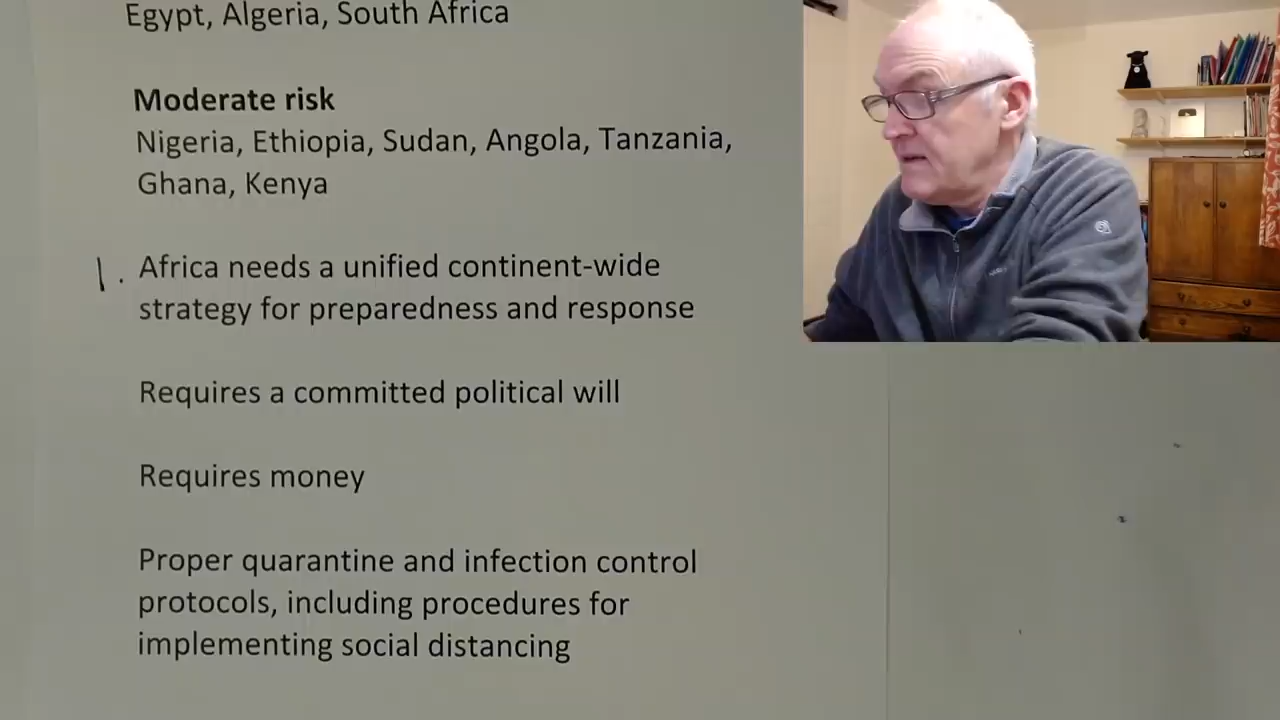 Egypt, Algeria, South Africa
Moderate risk
Nigeria, Ethiopia, Sudan, Angola, Tanzania,
Ghana, Kenya
1. Africa needs a unified continent-wide
strategy for preparedness and response
Requires a committed political will
Requires money
Proper quarantine and infection control
protocols, including procedures for
implementing social distancing